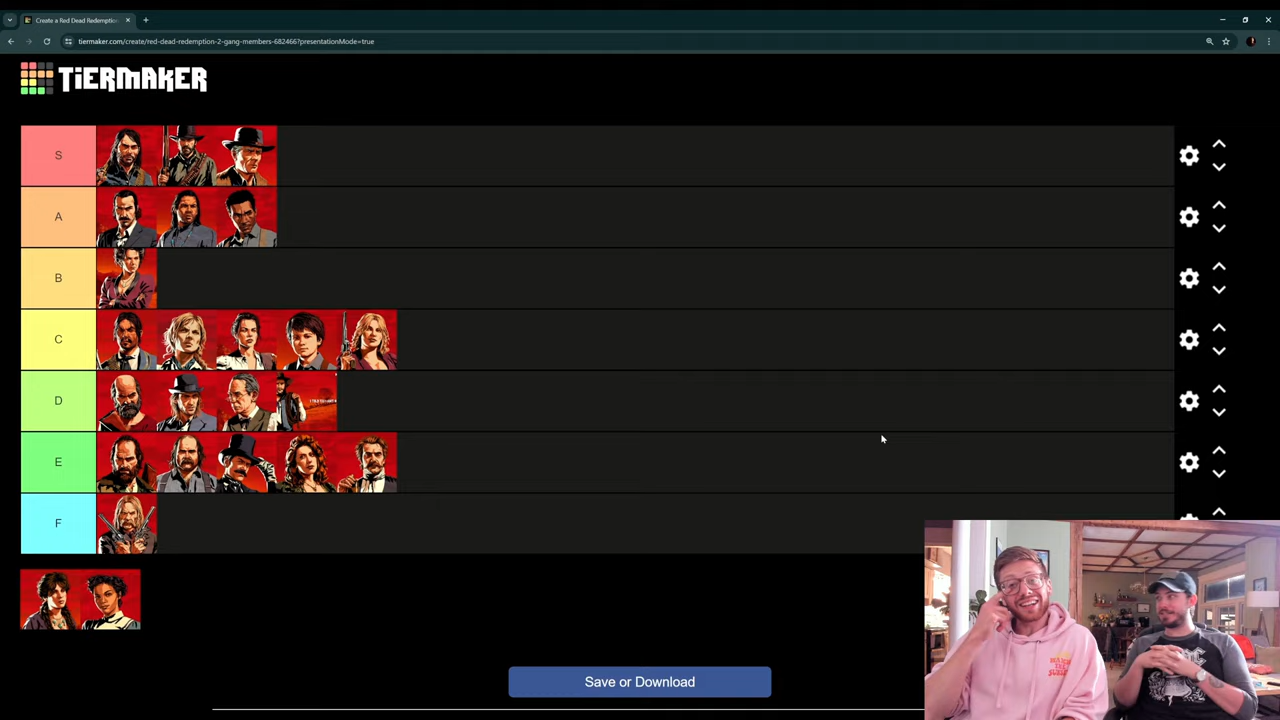 Create a Red Dead Redemptio
tiermaker.com/create/red-dead-redemption-2-gang-members-682466?presentationMode=true
TIERMAKER
S
A
B
C
D
E
F
Save or Download